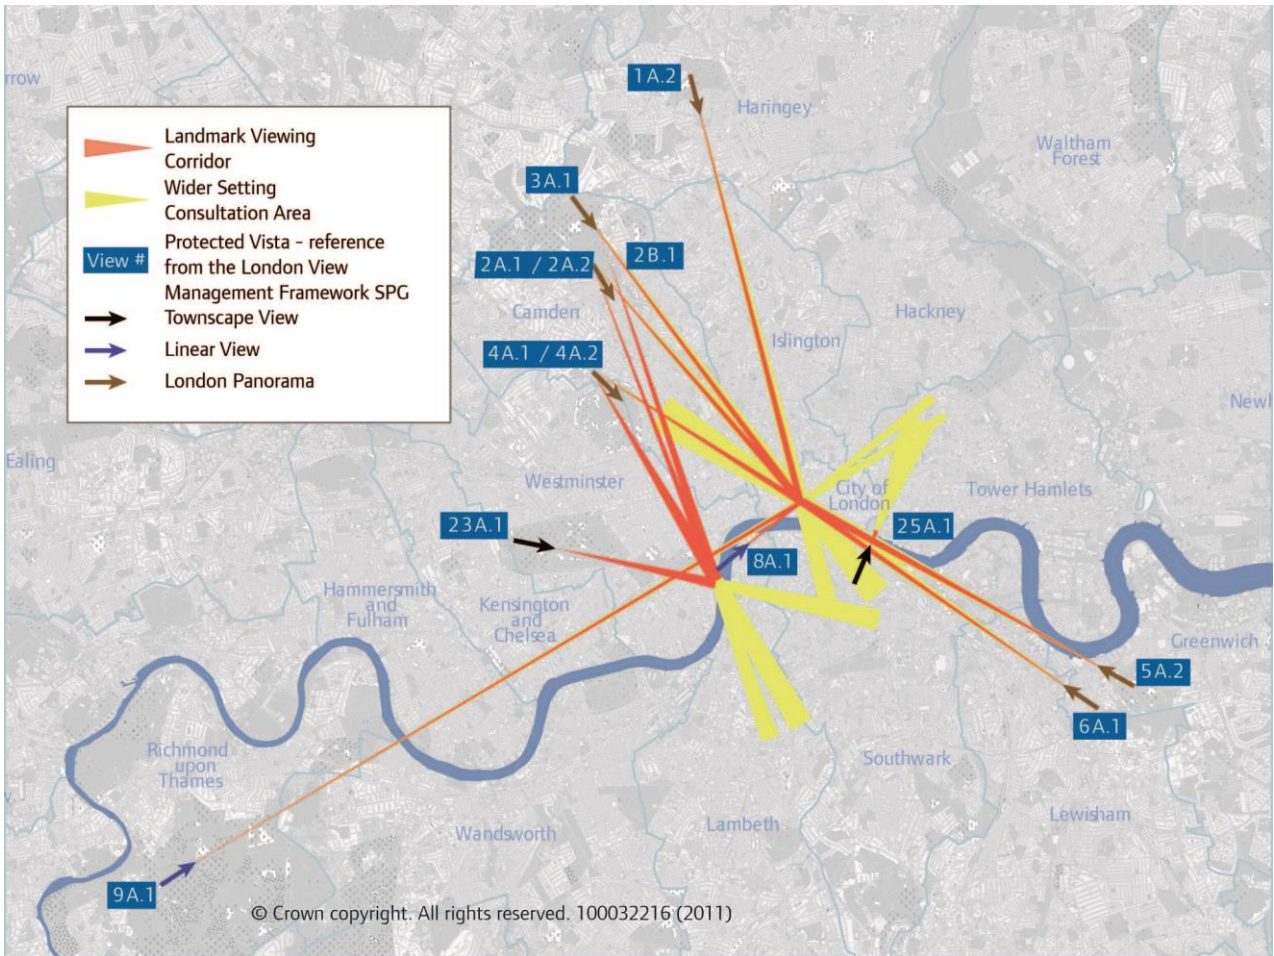 rrow
Landmark Viewing
Corridor
Wider Setting
Consultation Area
View #
Protected Vista - reference
from the London View
Management Framework SPG
Townscape View
Linear View
London Panorama
1A.2
Haringey
Waltham
Forest
3A.1
2B.1
2A.1 / 2A.2
Camden
Hackney
Islington
4A.1 / 4A.2
Newl
Ealing
Westminster
City of
London
Tower Hamlets
23A.1
25A.1
8A.1
Hammersmith
and
Fulham
Kensington
and
Chelsea
Greenwich
5A.2
6A.1
Richmond
upon
Thames
Southwark
Wandsworth
Lambeth
Lewisham
9A.1
© Crown copyright. All rights reserved. 100032216 (2011)